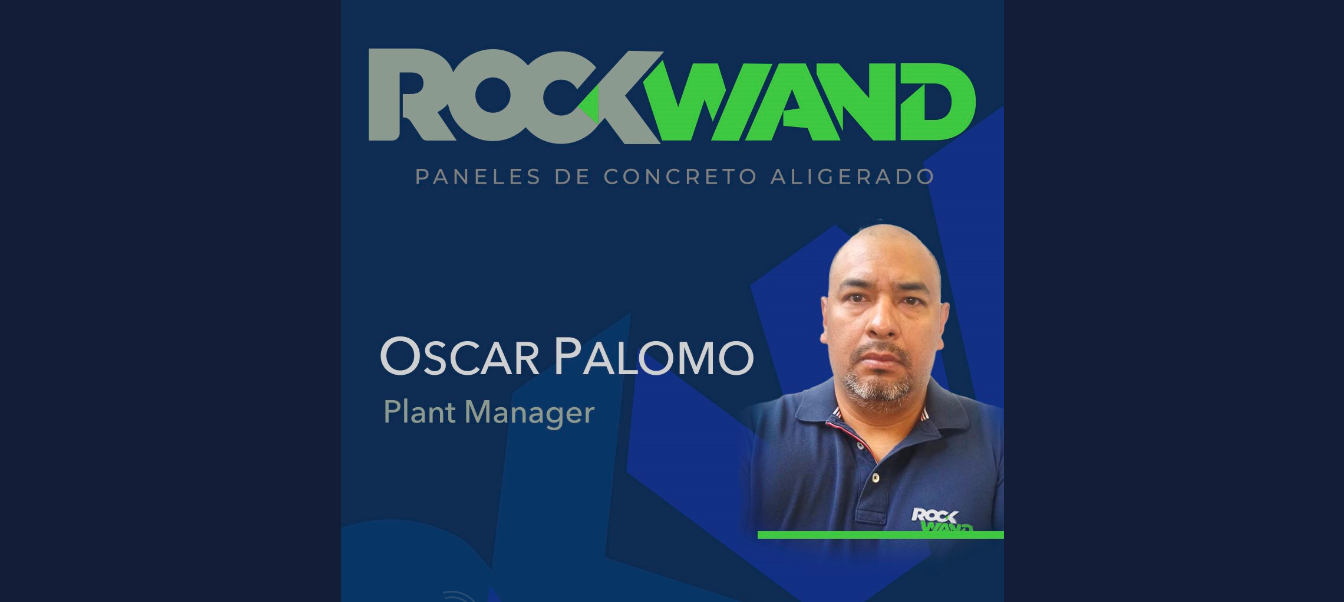 ROCKWAND
PANELES DE CONCRETO ALIGERADO
OSCAR PALOMO
Plant Manager
ROCK
WAND